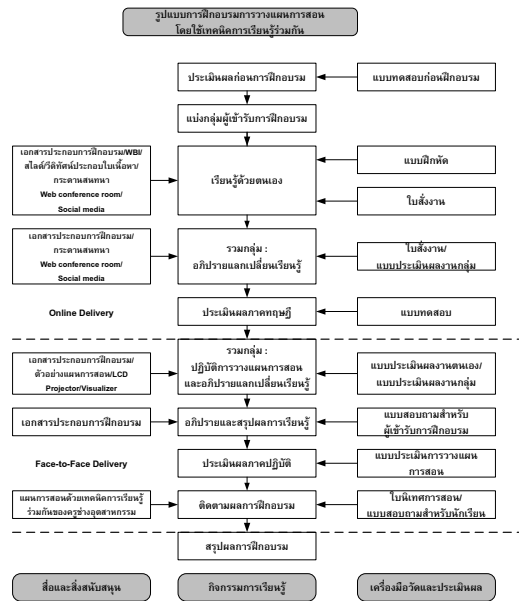 รูปแบบการฝึกอบรมการวางแผนการสอน
โดยใช้เทคนิคการเรียนรู้ร่วมกัน
ประเมินผลก่อนการฝึกอบรม
แบบทดสอบก่อนฝึกอบรม
แบ่งกลุ่มผู้เข้ารับการฝึกอบรม
เอกสารประกอบการฝึกอบรม/WBI/
สไลด์/วีดิทัศน์ประกอบใบเนื้อหา/
กระดานสนทนา
Web conference room/
Social media
เรียนรู้ด้วยตนเอง
แบบฝึกหัด
ใบสั่งงาน
เอกสารประกอบการฝึกอบรม/
กระดานสนทนา
Web conference room/
Social media
รวมกลุ่ม :
อภิปรายแลกเปลี่ยนเรียนรู้
ใบสั่งงาน/
แบบประเมินผลงานกลุ่ม
Online Delivery
ประเมินผลภาคทฤษฎี
แบบทดสอบ
เอกสารประกอบการฝึกอบรม/
ตัวอย่างแผนการสอน/LCD
Projector/Visualizer
รวมกลุ่ม :
ปฏิบัติการวางแผนการสอน
และอภิปรายแลกเปลี่ยนเรียนรู้
แบบประเมินผลงานตนเอง/
แบบประเมินผลงานกลุ่ม
เอกสารประกอบการฝึกอบรม
อภิปรายและสรุปผลการเรียนรู้
แบบสอบถามสำหรับ
ผู้เข้ารับการฝึกอบรม
Face-to-Face Delivery
ประเมินผลภาคปฏิบัติ
แบบประเมินการวางแผน
การสอน
แผนการสอนด้วยเทคนิคการเรียนรู้
ร่วมกันของครูช่างอุตสาหกรรม
ติดตามผลการฝึกอบรม
ใบนิเทศการสอน/
แบบสอบถามสำหรับนักเรียน
สรุปผลการฝึกอบรม
สื่อและสิ่งสนับสนุน
กิจกรรมการเรียนรู้
เครื่องมือวัดและประเมินผล